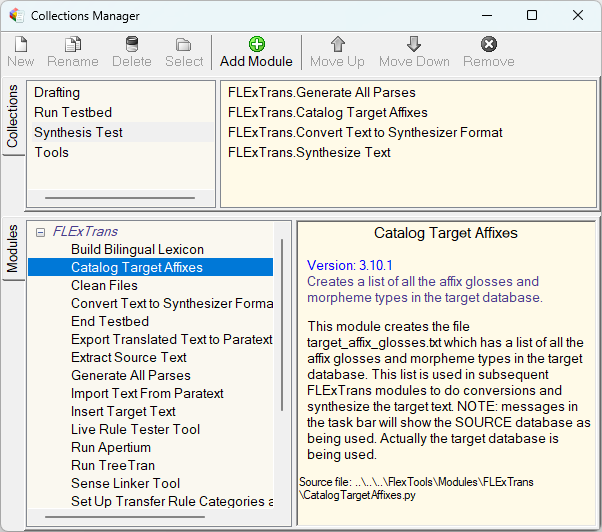 Collections Manager
New Rename Delete Select Add Module Move Up Move Down Remove
Collections
Drafting
Run Testbed
Synthesis Test
Tools
FLExTrans.Generate All Parses
FLExTrans.Catalog Target Affixes
FLExTrans.Convert Text to Synthesizer Format
FLExTrans.Synthesize Text
Modules
FLExTrans
Build Bilingual Lexicon
Catalog Target Affixes
Clean Files
Convert Text to Synthesizer Forma
End Testbed
Export Translated Text to Paratext
Extract Source Text
Generate All Parses
Import Text From Paratext
Insert Target Text
Live Rule Tester Tool
Run Apertium
Run TreeTran
Sense Linker Tool
Set Up Transfer Rule Categories a
Catalog Target Affixes
Version: 3.10.1
Creates a list of all the affix glosses and
morpheme types in the target database.
This module creates the file
target_affix_glosses.txt which has a list of all the
affix glosses and morpheme types in the target
database. This list is used in subsequent
FLExTrans modules to do conversions and
synthesize the target text. NOTE: messages in
the task bar will show the SOURCE database as
being used. Actually the target database is
being used.
Source file: ..\..\..\FlexTools\Modules\FLExTrans
\CatalogTargetAffixes.py